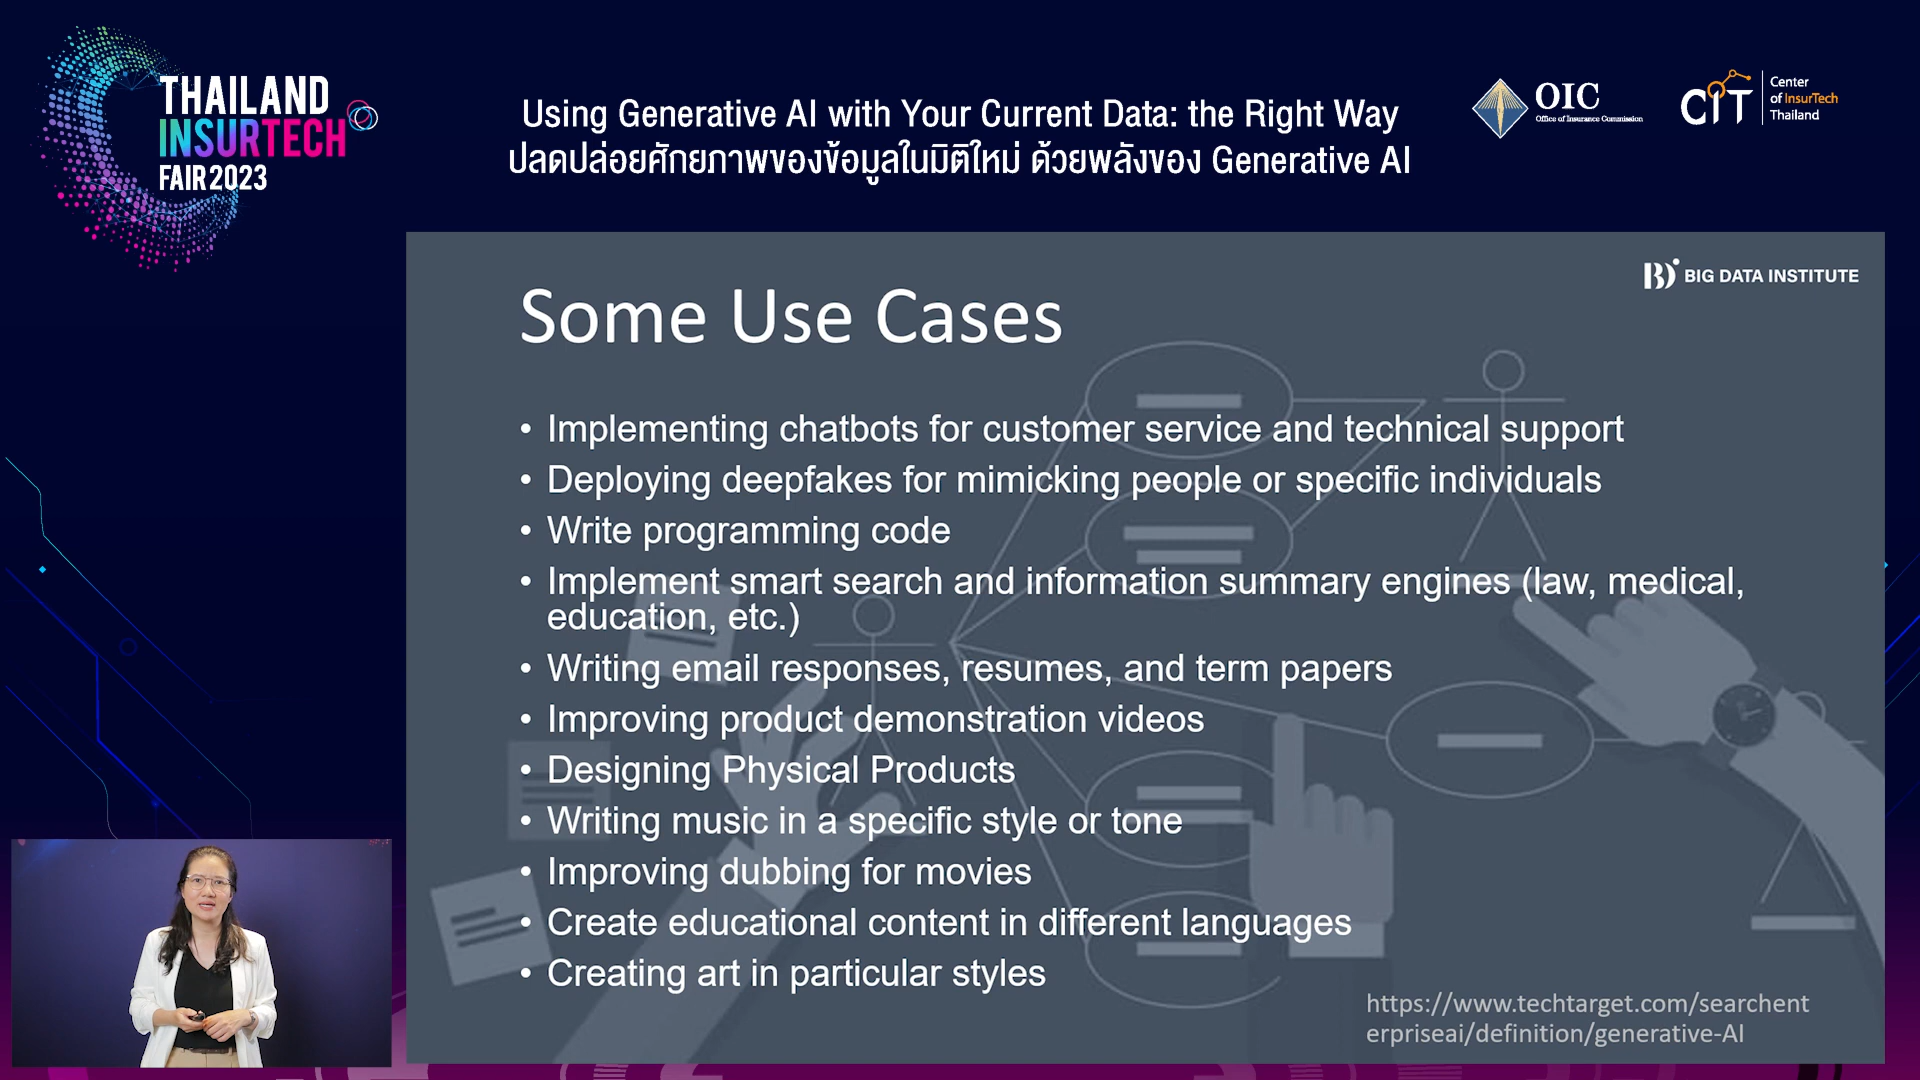 THAILAND
INSURTECH
FAIR 2023
Using Generative AI with Your Current Data: the Right Way
ปลดปล่อยศักยภาพของข้อมูลในมิติใหม่ ด้วยพลังของ Generative AI
OIC
Office of Insurance Commission
CIT
Center
of InsurTech
Thailand
BIG DATA INSTITUTE
Some Use Cases
• Implementing chatbots for customer service and technical support
• Deploying deepfakes for mimicking people or specific individuals
• Write programming code
• Implement smart search and information summary engines (law, medical,
education, etc.)
• Writing email responses, resumes, and term papers
• Improving product demonstration videos
• Designing Physical Products
• Writing music in a specific style or tone
• Improving dubbing for movies
• Create educational content in different languages
• Creating art in particular styles
https://www.techtarget.com/searchent
erpriseai/definition/generative-AI